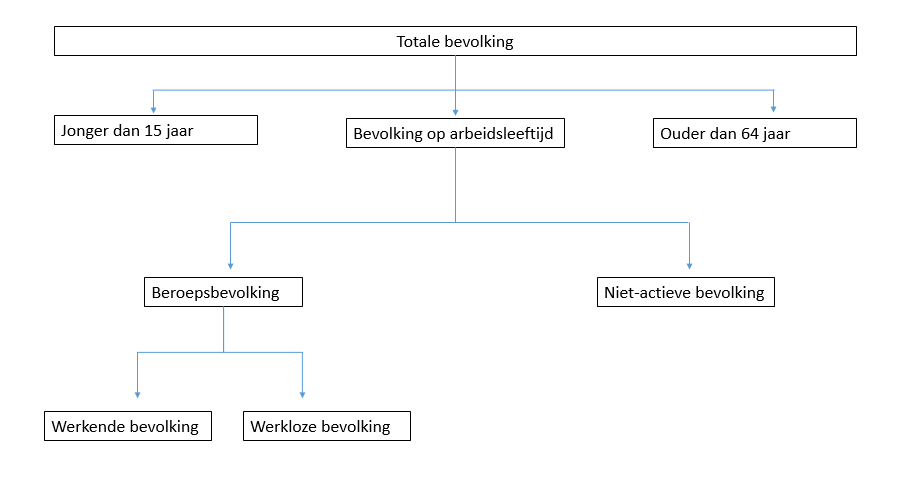 Totale bevolking
Jonger dan 15 jaar
Bevolking op arbeidsleeftijd
Ouder dan 64 jaar
Beroepsbevolking
Niet-actieve bevolking
Werkende bevolking
Werkloze bevolking